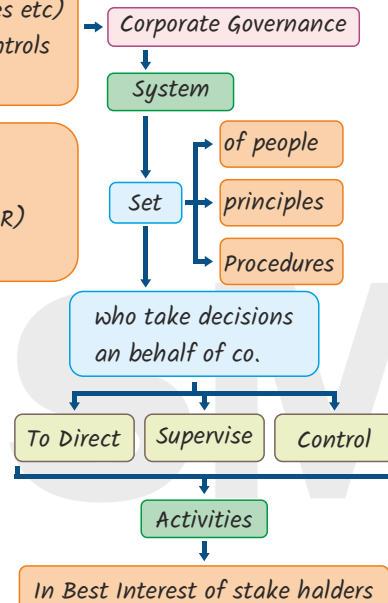 es etc)
ntrols
R)
Corporate Governance
System
Set
of people
principles
Procedures
who take decisions
an behalf of co.
To Direct
Supervise
Control
Activities
In Best Interest of stake halders